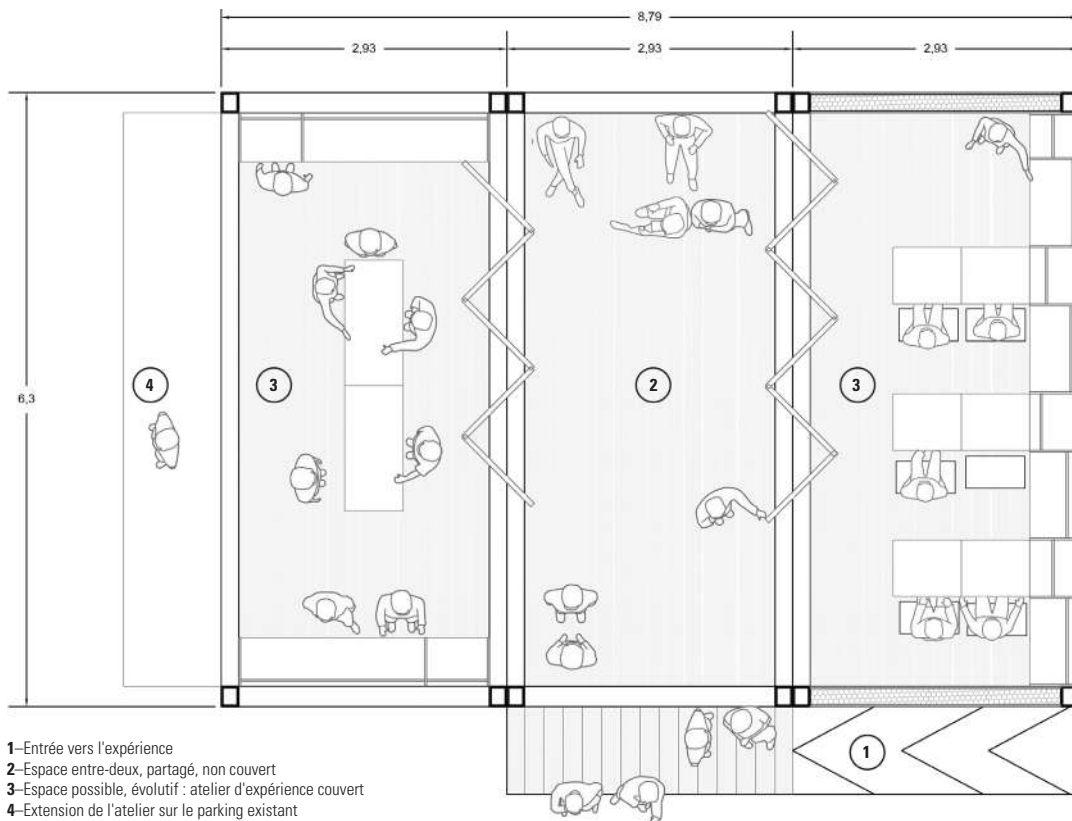 8,79
2,93 2,93 2,93
6,3
4 3 2 3
1
1–Entrée vers l'expérience
2–Espace entre-deux, partagé, non couvert
3–Espace possible, évolutif : atelier d'expérience couvert
4–Extension de l'atelier sur le parking existant